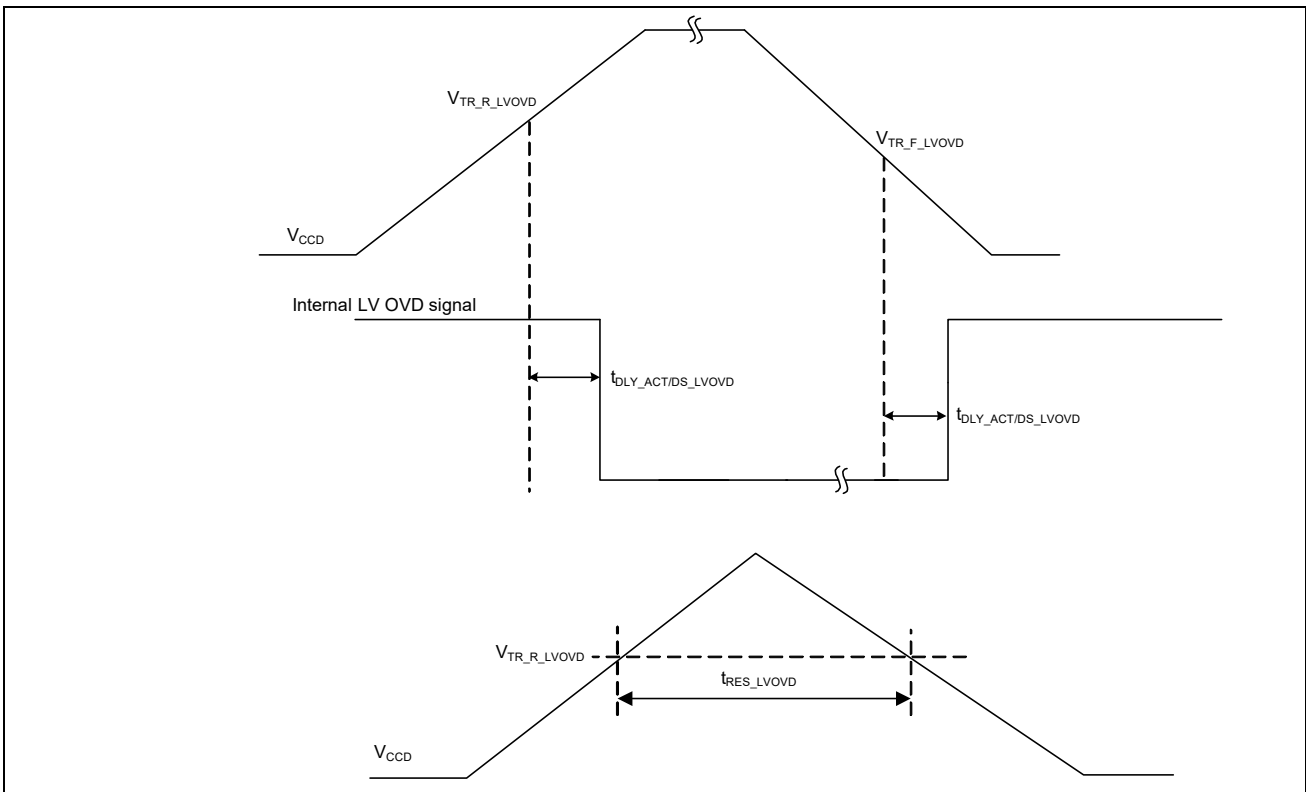 V_TR_R_LVOVD
V_TR_F_LVOVD
V_CCD
Internal LV OVD signal
t_DLY_ACT/DS_LVOVD
t_DLY_ACT/DS_LVOVD
V_TR_R_LVOVD
t_RES_LVOVD
V_CCD